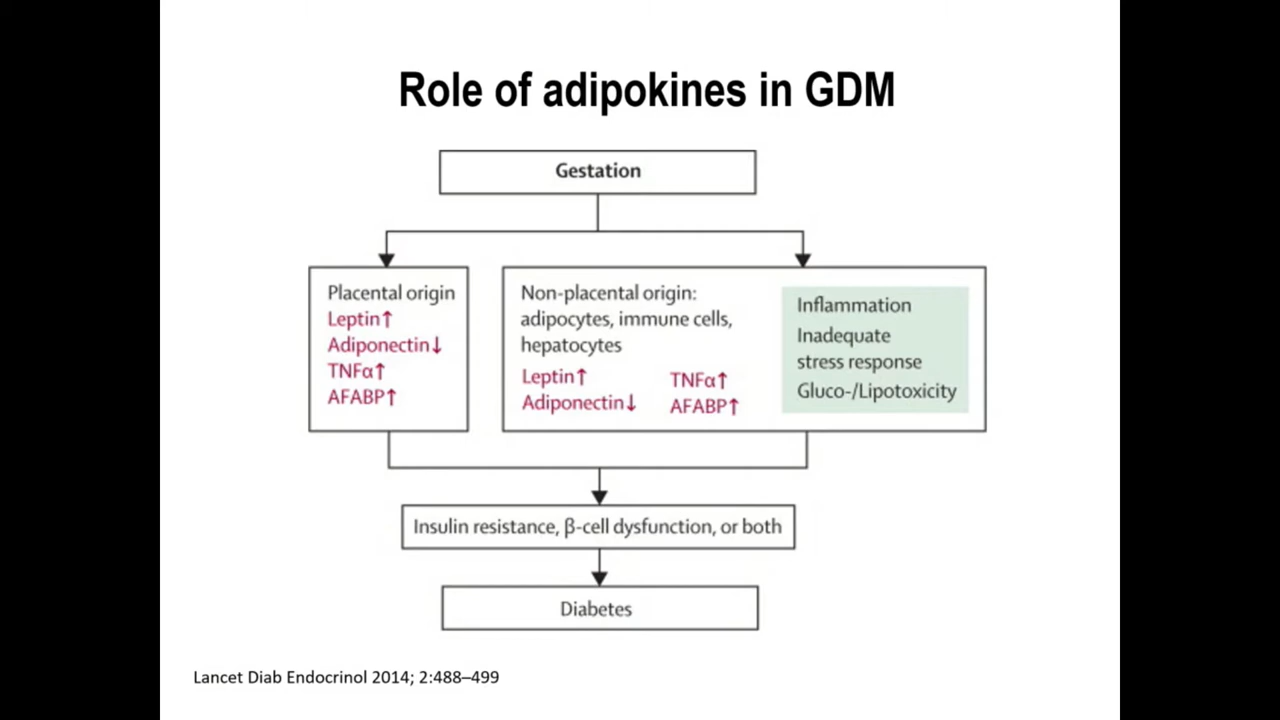 Role of adipokines in GDM
Gestation
Placental origin
Leptin↑
Adiponectin↓
TNFα↑
AFABP↑
Non-placental origin:
adipocytes, immune cells,
hepatocytes
Leptin↑
Adiponectin↓
TNFα↑
AFABP↑
Inflammation
Inadequate
stress response
Gluco-/Lipotoxicity
Insulin resistance, β-cell dysfunction, or both
Diabetes
Lancet Diab Endocrinol 2014; 2:488–499